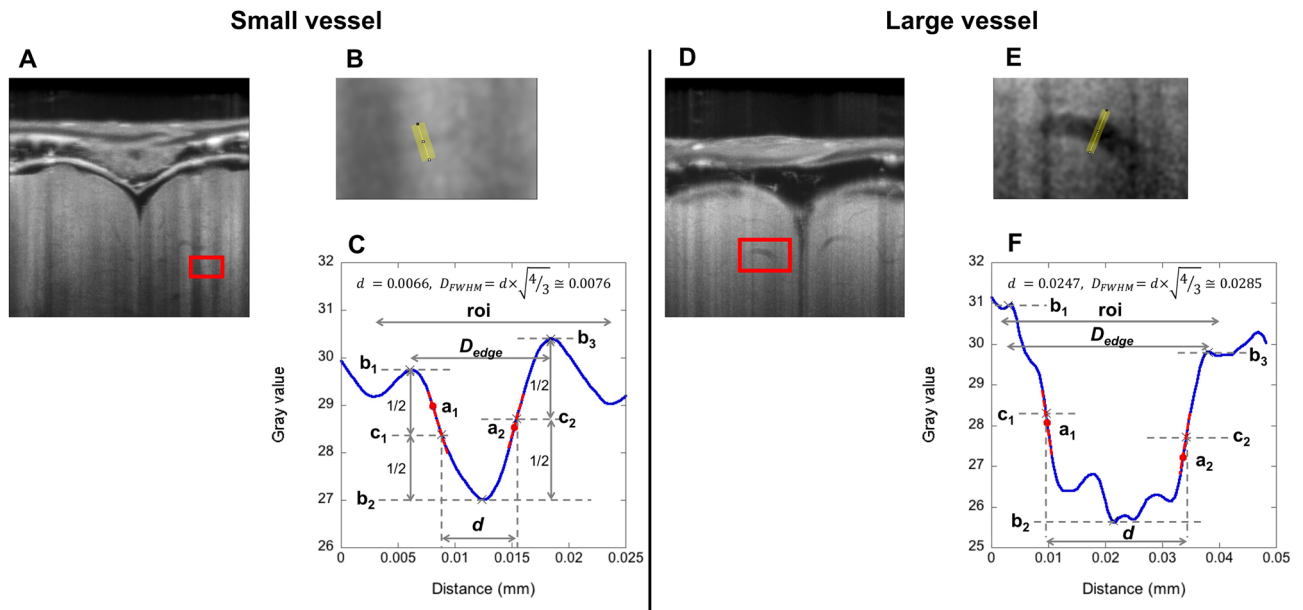 Small vessel
Large vessel
A
B
C
d = 0.0066, D_FWHM = d×√4/3 ≅ 0.0076
roi
D_edge
b1
b3
1/2
1/2
a1
c1
a2
c2
1/2
1/2
b2
d
32
31
30
29
28
27
26
Gray value
0
0.005
0.01
0.015
0.02
0.025
Distance (mm)
D
E
F
d = 0.0247, D_FWHM = d×√4/3 ≅ 0.0285
b1
roi
D_edge
b3
c1
a1
c2
a2
b2
d
32
31
30
29
28
27
26
25
Gray value
0
0.01
0.02
0.03
0.04
0.05
Distance (mm)